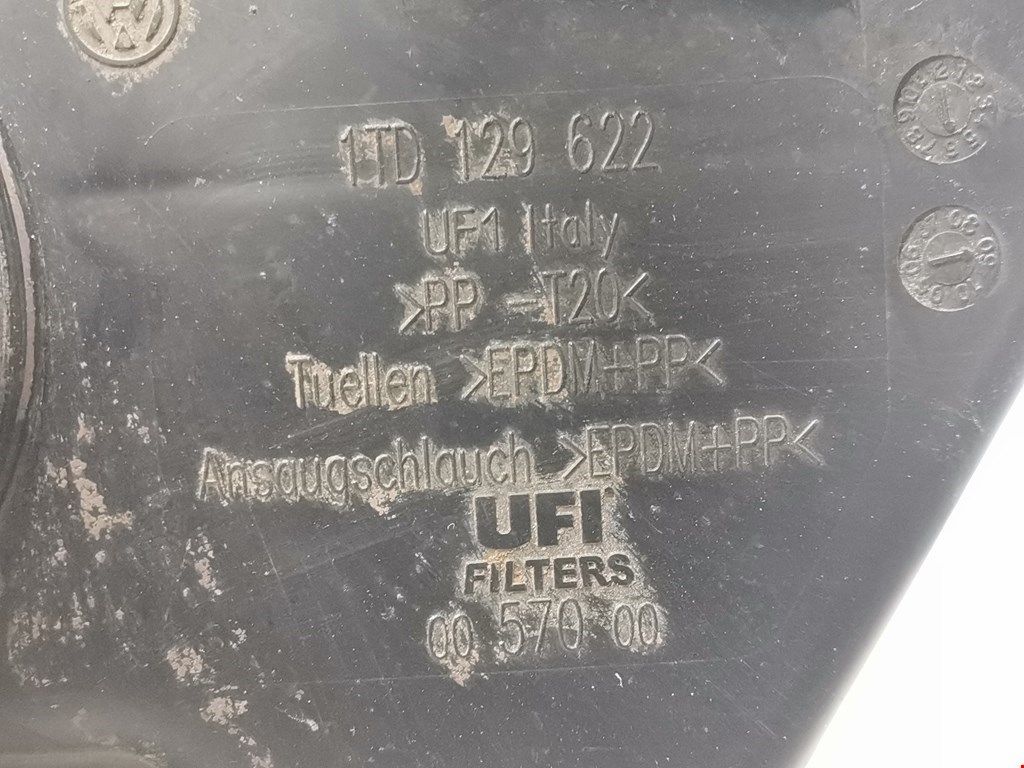 1TD 129 622
UF1 Italy
>PP -T20<
Tuellen >EPDM+PP<
Ansaugschlauch >EPDM+PP<
UFI
FILTERS
00 570 00